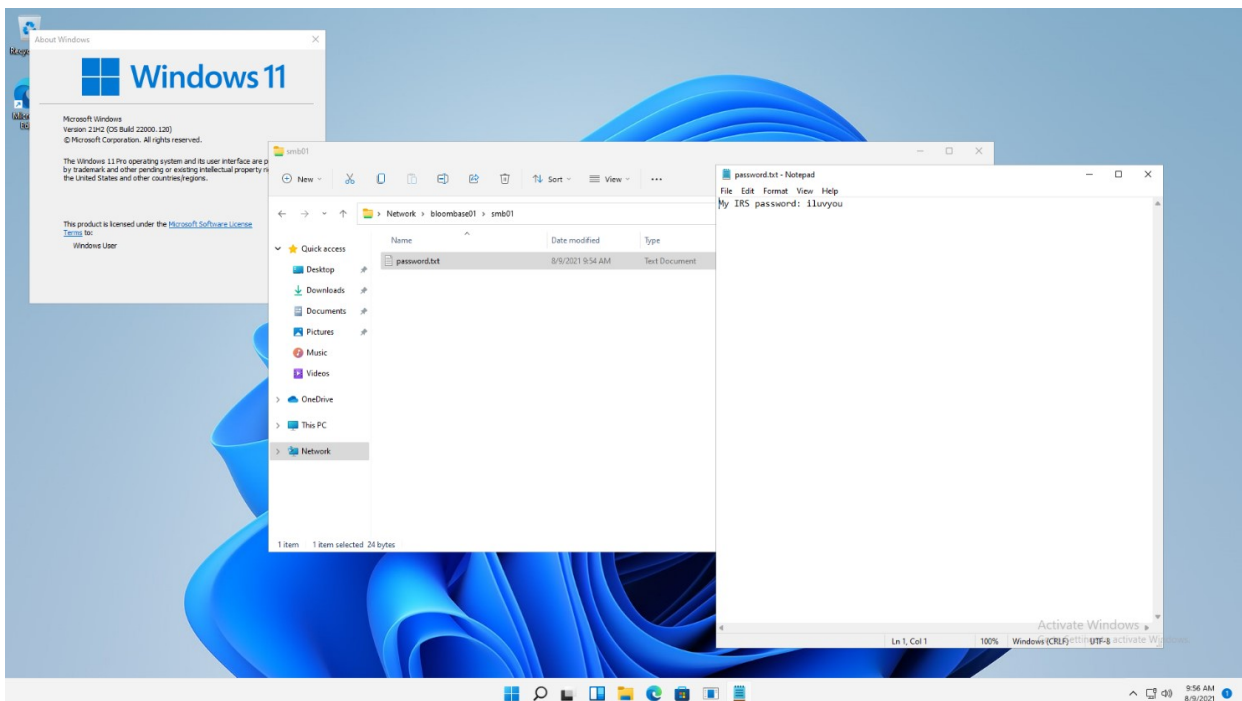 About Windows
Windows 11
Microsoft Windows
Version 21H2 (OS Build 22000.120)
© Microsoft Corporation. All rights reserved.
The Windows 11 Pro operating system and its user interface are
by trademark and other pending or existing intellectual property
the United States and other countries/regions.
This product is licensed under the Microsoft Software License
Terms to:
Windows User
smb01
New
Sort
View
Network > bloombase01 > smb01
Name
Date modified
Type
Quick access
Desktop
Downloads
Documents
Pictures
Music
Videos
OneDrive
This PC
Network
password.txt
8/9/2021 9:54 AM
Text Document
1 item
1 item selected 24 bytes
password.txt - Notepad
File Edit Format View Help
My IRS password: iluvyou
Activate Windows
Ln 1, Col 1
100%
Windows (CRLF)
UTF-8
activate
9:56 AM
8/9/2021
1